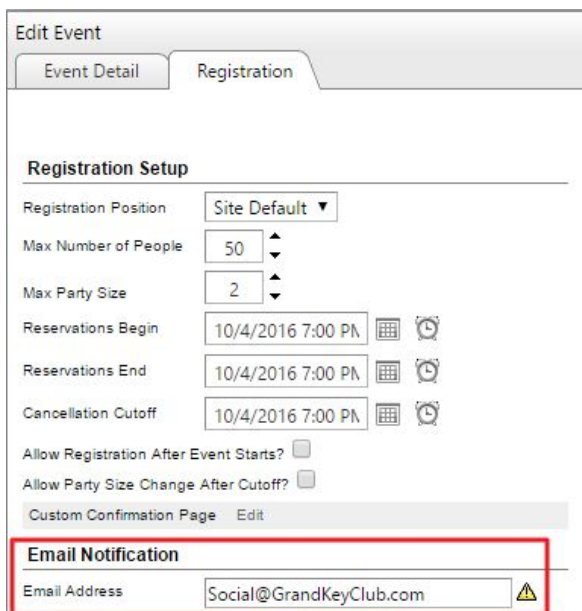 Edit Event
Event Detail Registration
Registration Setup
Registration Position Site Default
Max Number of People 50
Max Party Size 2
Reservations Begin 10/4/2016 7:00 PM
Reservations End 10/4/2016 7:00 PM
Cancellation Cutoff 10/4/2016 7:00 PM
Allow Registration After Event Starts?
Allow Party Size Change After Cutoff?
Custom Confirmation Page Edit
Email Notification
Email Address Social@GrandKeyClub.com